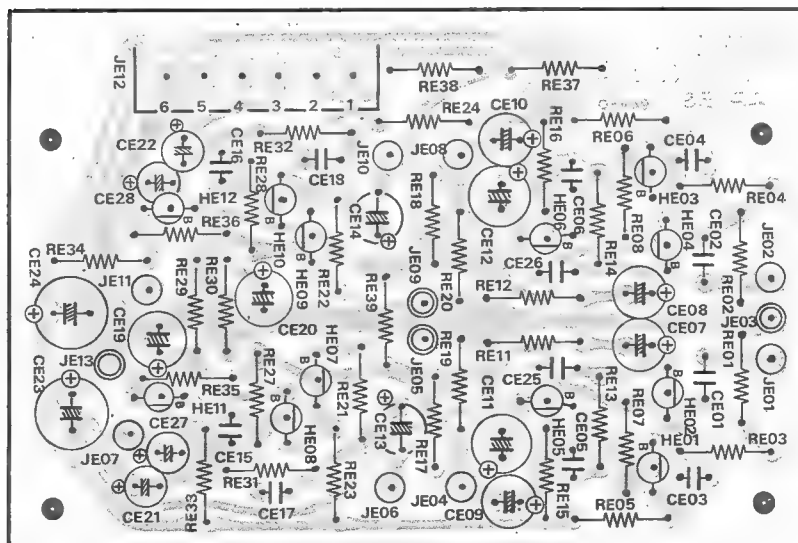 JE12
6 5 4 3 2 1
RE38
RE37
CE22
CE16
RE32
CE18
JE10
RE24
JE08
CE10
RE16
RE06
CE04
CE28
HE12
RE28
RE36
HE10
HE09
RE22
CE14
RE18
RE20
CE12
HE06
CE06
RE14
RE08
HE03
RE04
HE04
CE02
JE02
RE34
CE24
JE11
RE29
RE30
CE20
RE39
JE09
CE26
RE12
RE02
CE08
JE03
CE19
JE13
CE23
RE35
HE11
RE27
HE07
RE21
JE05
RE19
RE11
CE25
CE07
RE01
JE01
RE13
RE07
HE02
CE01
CE27
CE15
HE08
CE13
RE17
CE11
HE05
CE05
HE01
RE03
JE07
CE21
RE33
RE31
CE17
RE23
JE06
JE04
CE09
RE15
RE05
CE03
B
B
B
B
B
B
B
B
B
B
B
B